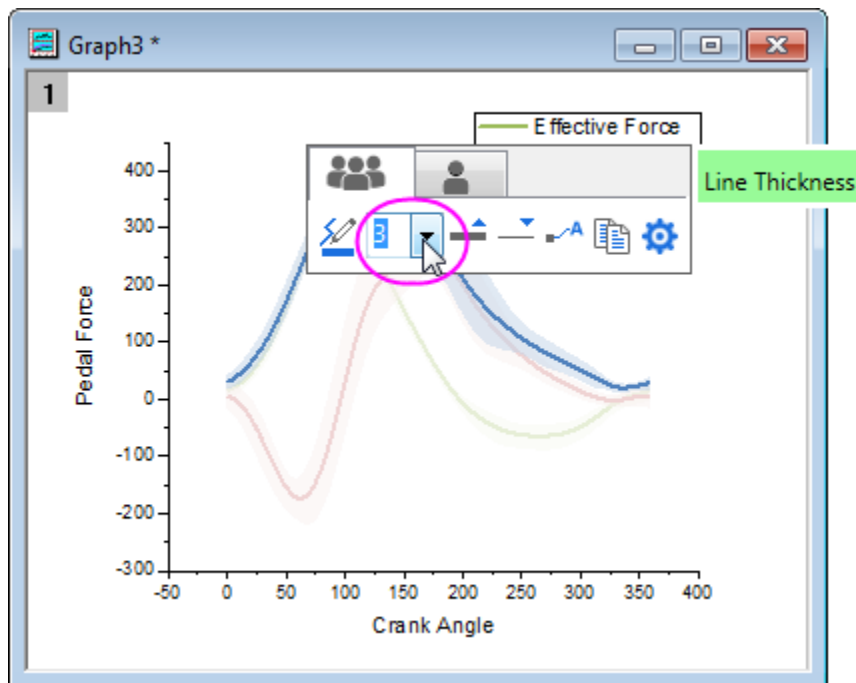 Graph3 *
1
Effective Force
Line Thickness
3
A
400
300
200
100
0
-100
-200
-300
-50 0 50 100 150 200 250 300 350 400
Pedal Force
Crank Angle